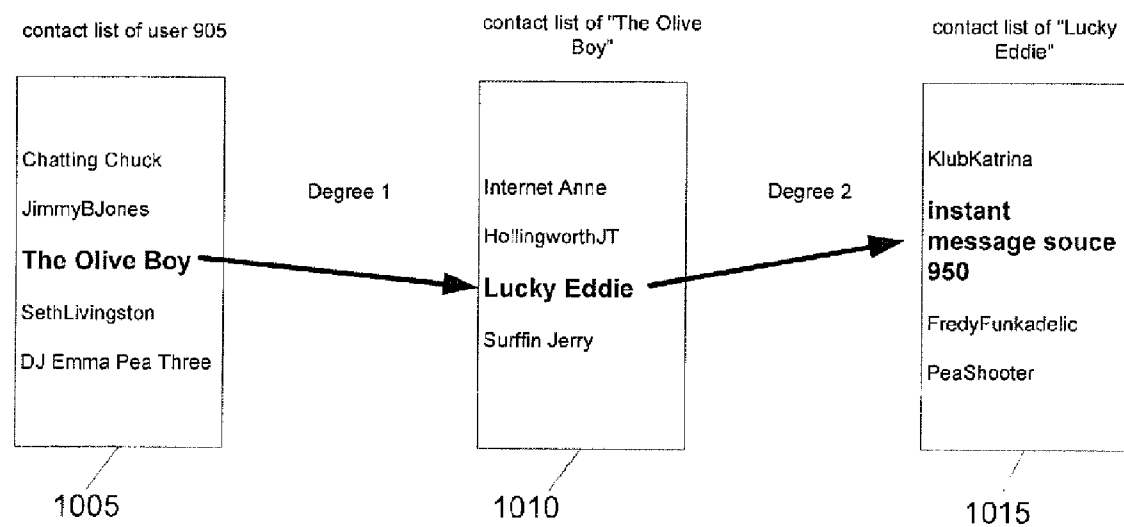 contact list of user 905
Chatting Chuck
JimmyBJones
The Olive Boy
SethLivingston
DJ Emma Pea Three
1005
Degree 1
contact list of "The Olive
Boy"
Internet Anne
HollingworthJT
Lucky Eddie
Surffin Jerry
1010
Degree 2
contact list of "Lucky
Eddie"
KlubKatrina
instant
message souce
950
FredyFunkadelic
PeaShooter
1015